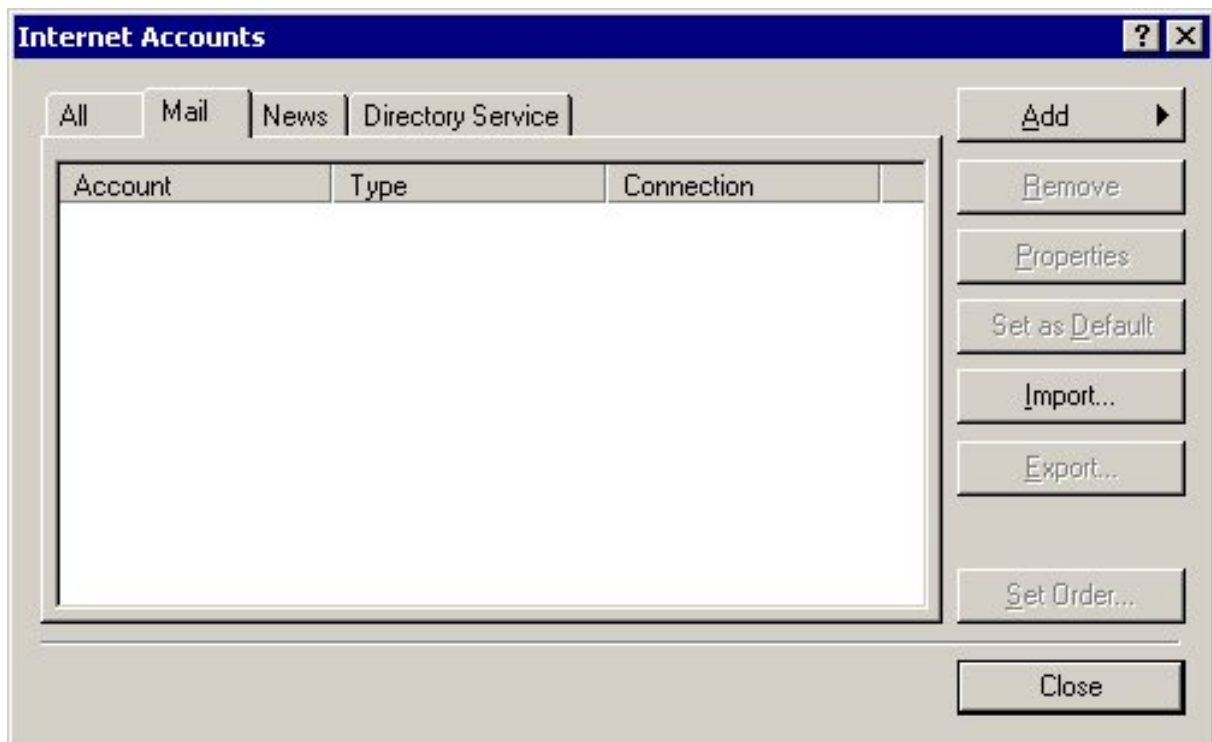 Internet Accounts
All Mail News Directory Service
Account Type Connection
Add
Remove
Properties
Set as Default
Import...
Export...
Set Order...
Close